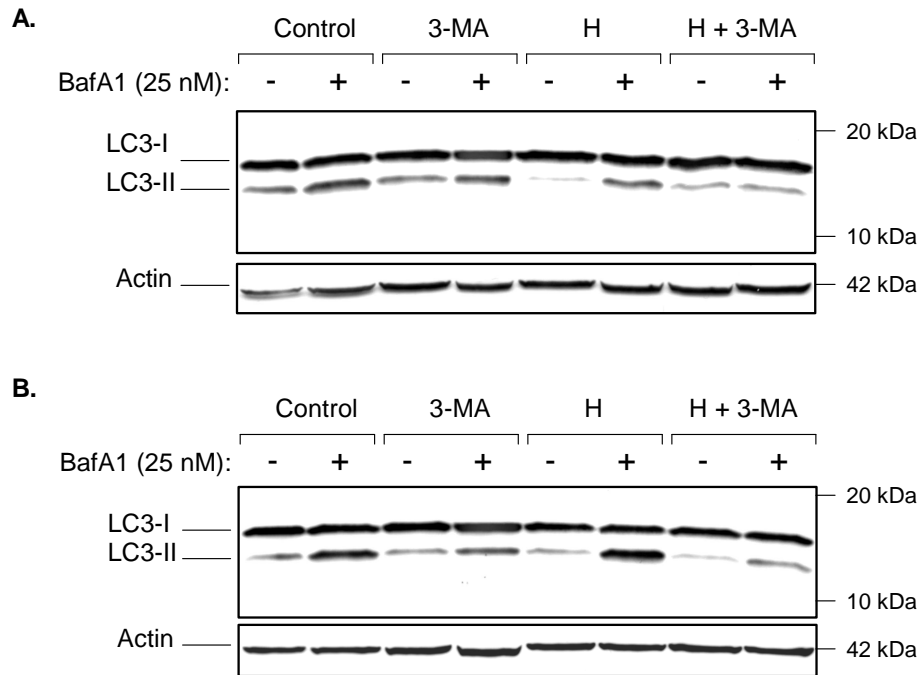 A.
Control 3-MA H H + 3-MA
BafA1 (25 nM): - + - + - + - +
LC3-I
LC3-II
20 kDa
10 kDa
Actin
42 kDa
B.
Control 3-MA H H + 3-MA
BafA1 (25 nM): - + - + - + - +
LC3-I
LC3-II
20 kDa
10 kDa
Actin
42 kDa